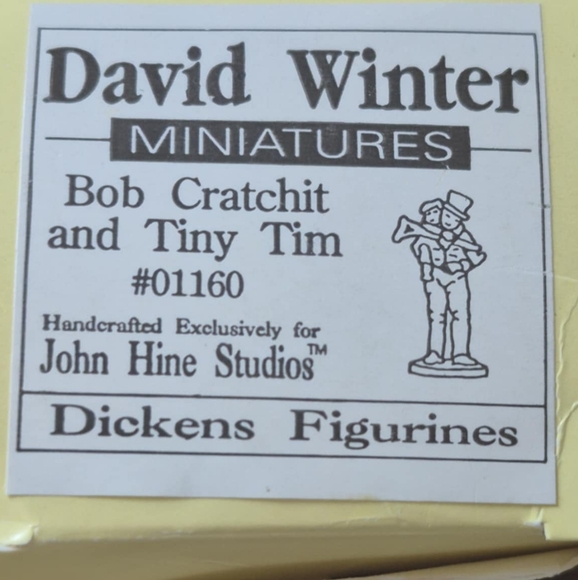 David Winter
MINIATURES
Bob Cratchit
and Tiny Tim
#01160
Handcrafted Exclusively for
John Hine Studios™
Dickens Figurines